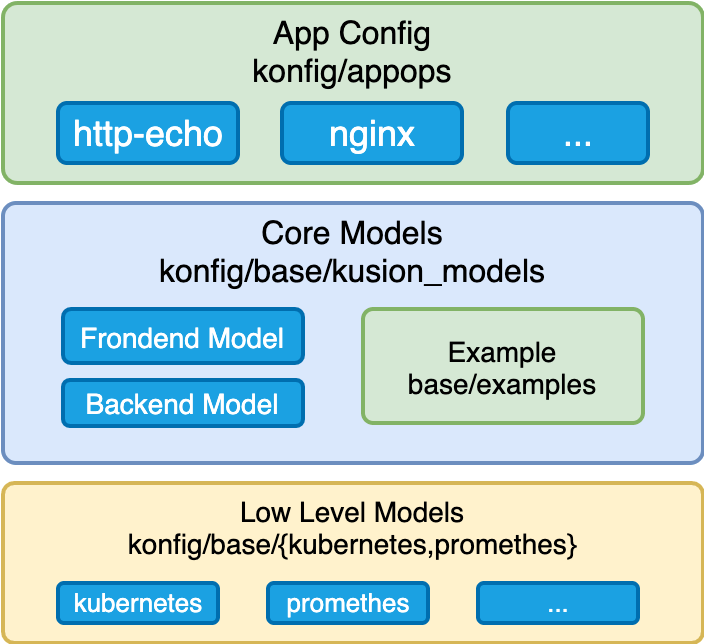 App Config
konfig/appops
http-echo
nginx
...
Core Models
konfig/base/kusion_models
Frondend Model
Backend Model
Example
base/examples
Low Level Models
konfig/base/{kubernetes,promethes}
kubernetes
promethes
...